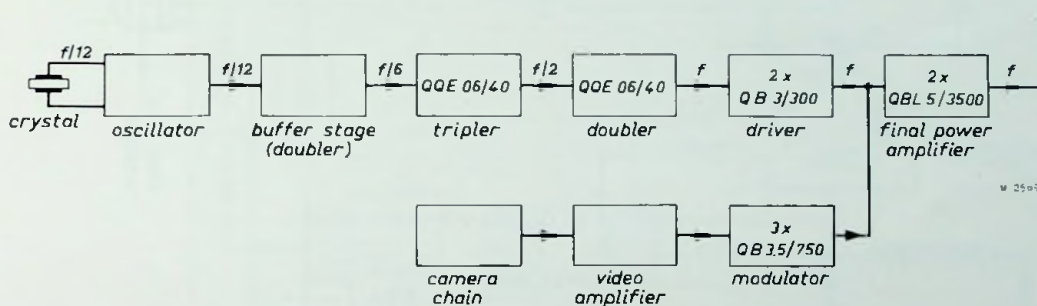 f/12
crystal
oscillator
f/12
buffer stage
(doubler)
f/6
QQE 06/40
tripler
f/2
QQE 06/40
doubler
f
2 x
QB 3/300
driver
f
2 x
QBL 5/3500
final power
amplifier
f
camera
chain
video
amplifier
3 x
QB 3.5/750
modulator